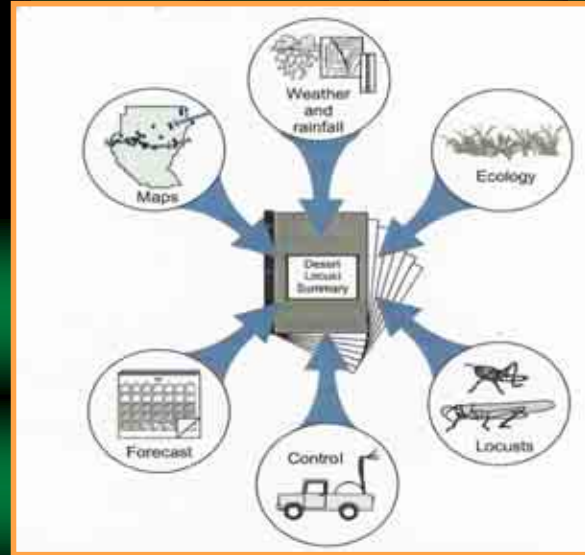 Weather
and
rainfall
Maps
Ecology
Desert
Locust
Summary
Forecast
Control
Locusts